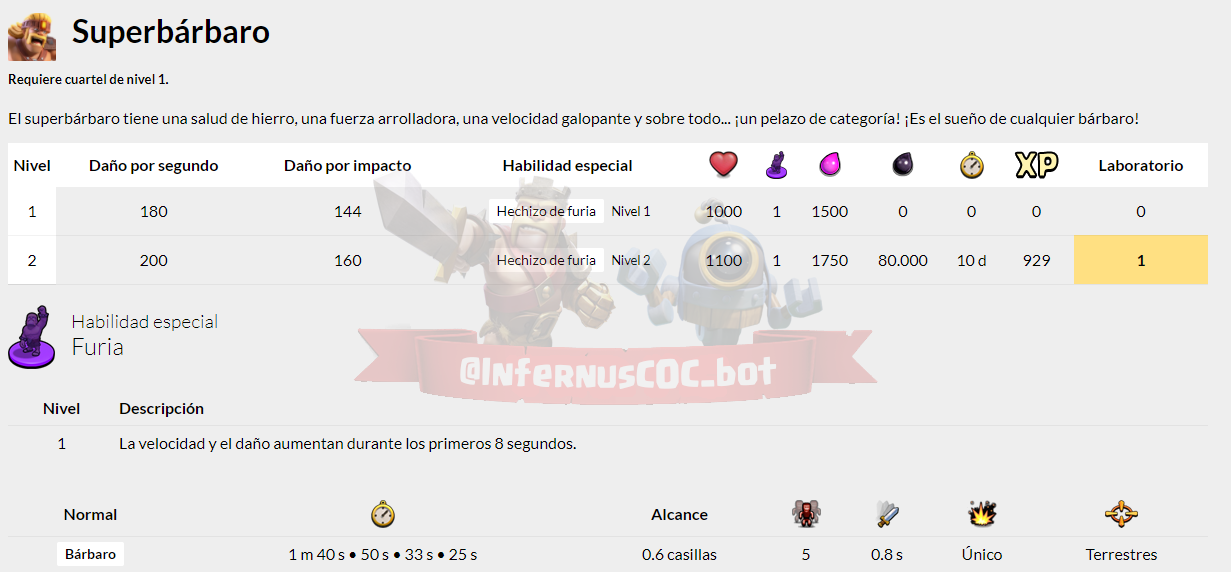 Superbárbaro
Requiere cuartel de nivel 1.
El superbárbaro tiene una salud de hierro, una fuerza arrolladora, una velocidad galopante y sobre todo... ¡un pelazo de categoría! ¡Es el sueño de cualquier bárbaro!
Nivel Daño por segundo Daño por impacto Habilidad especial XP Laboratorio
1 180 144 Hechizo de furia Nivel 1 1000 1 1500 0 0 0 0
2 200 160 Hechizo de furia Nivel 2 1100 1 1750 80.000 10 d 929 1
Habilidad especial
Furia
@InfernusCOC_bot
Nivel Descripción
1 La velocidad y el daño aumentan durante los primeros 8 segundos.
Normal Alcance
Bárbaro 1 m 40 s • 50 s • 33 s • 25 s 0.6 casillas 5 0.8 s Único Terrestres